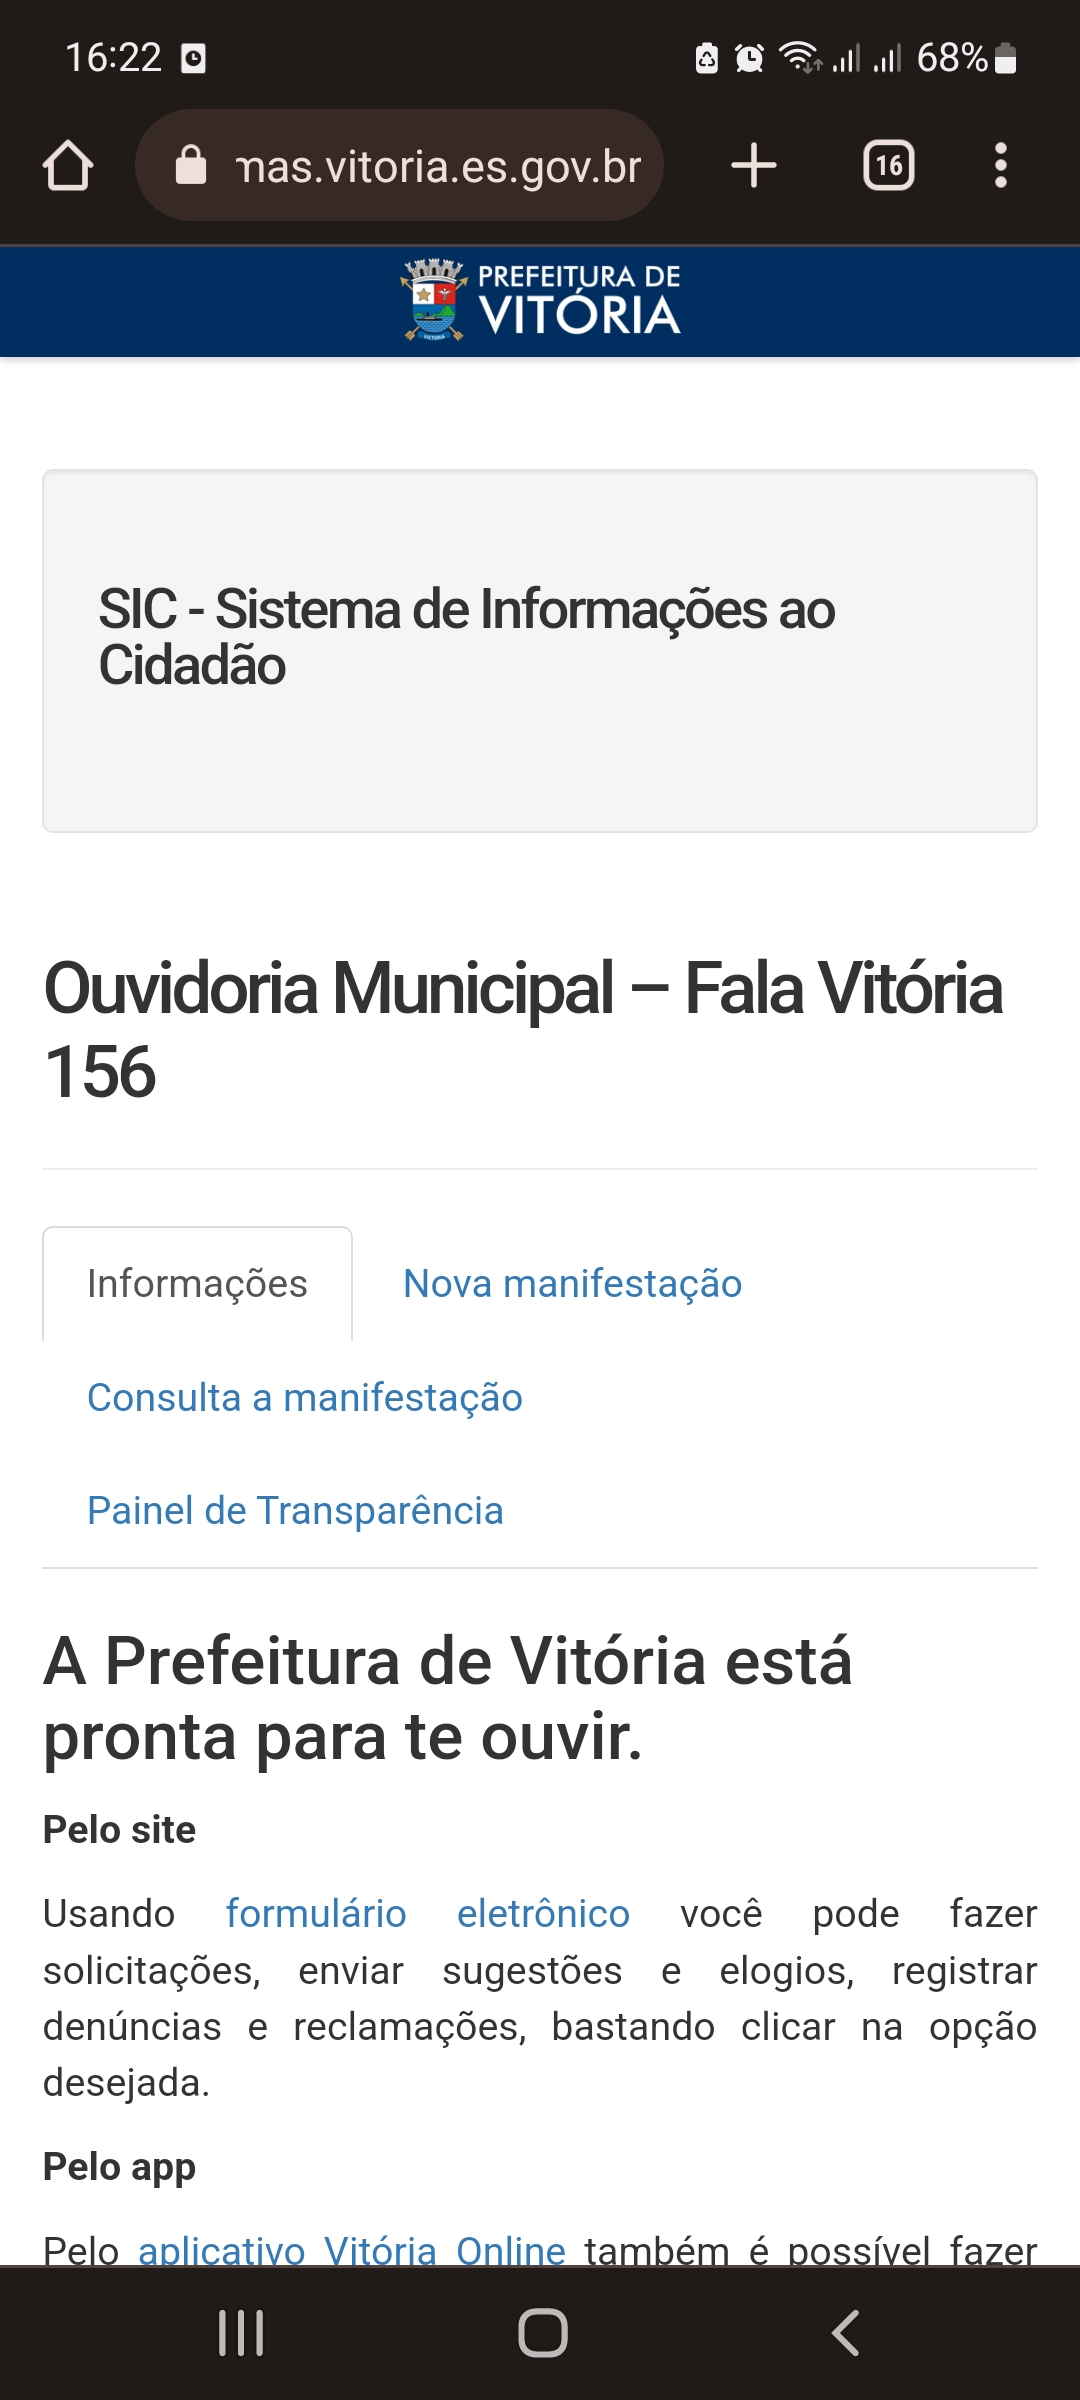 16:22
68%
mas.vitoria.es.gov.br
16
PREFEITURA DE
VITÓRIA
SIC - Sistema de Informações ao
Cidadão
Ouvidoria Municipal – Fala Vitória
156
Informações
Nova manifestação
Consulta a manifestação
Painel de Transparência
A Prefeitura de Vitória está
pronta para te ouvir.
Pelo site
Usando formulário eletrônico você pode fazer
solicitações, enviar sugestões e elogios, registrar
denúncias e reclamações, bastando clicar na opção
desejada.
Pelo app
Pelo aplicativo Vitória Online também é possível fazer